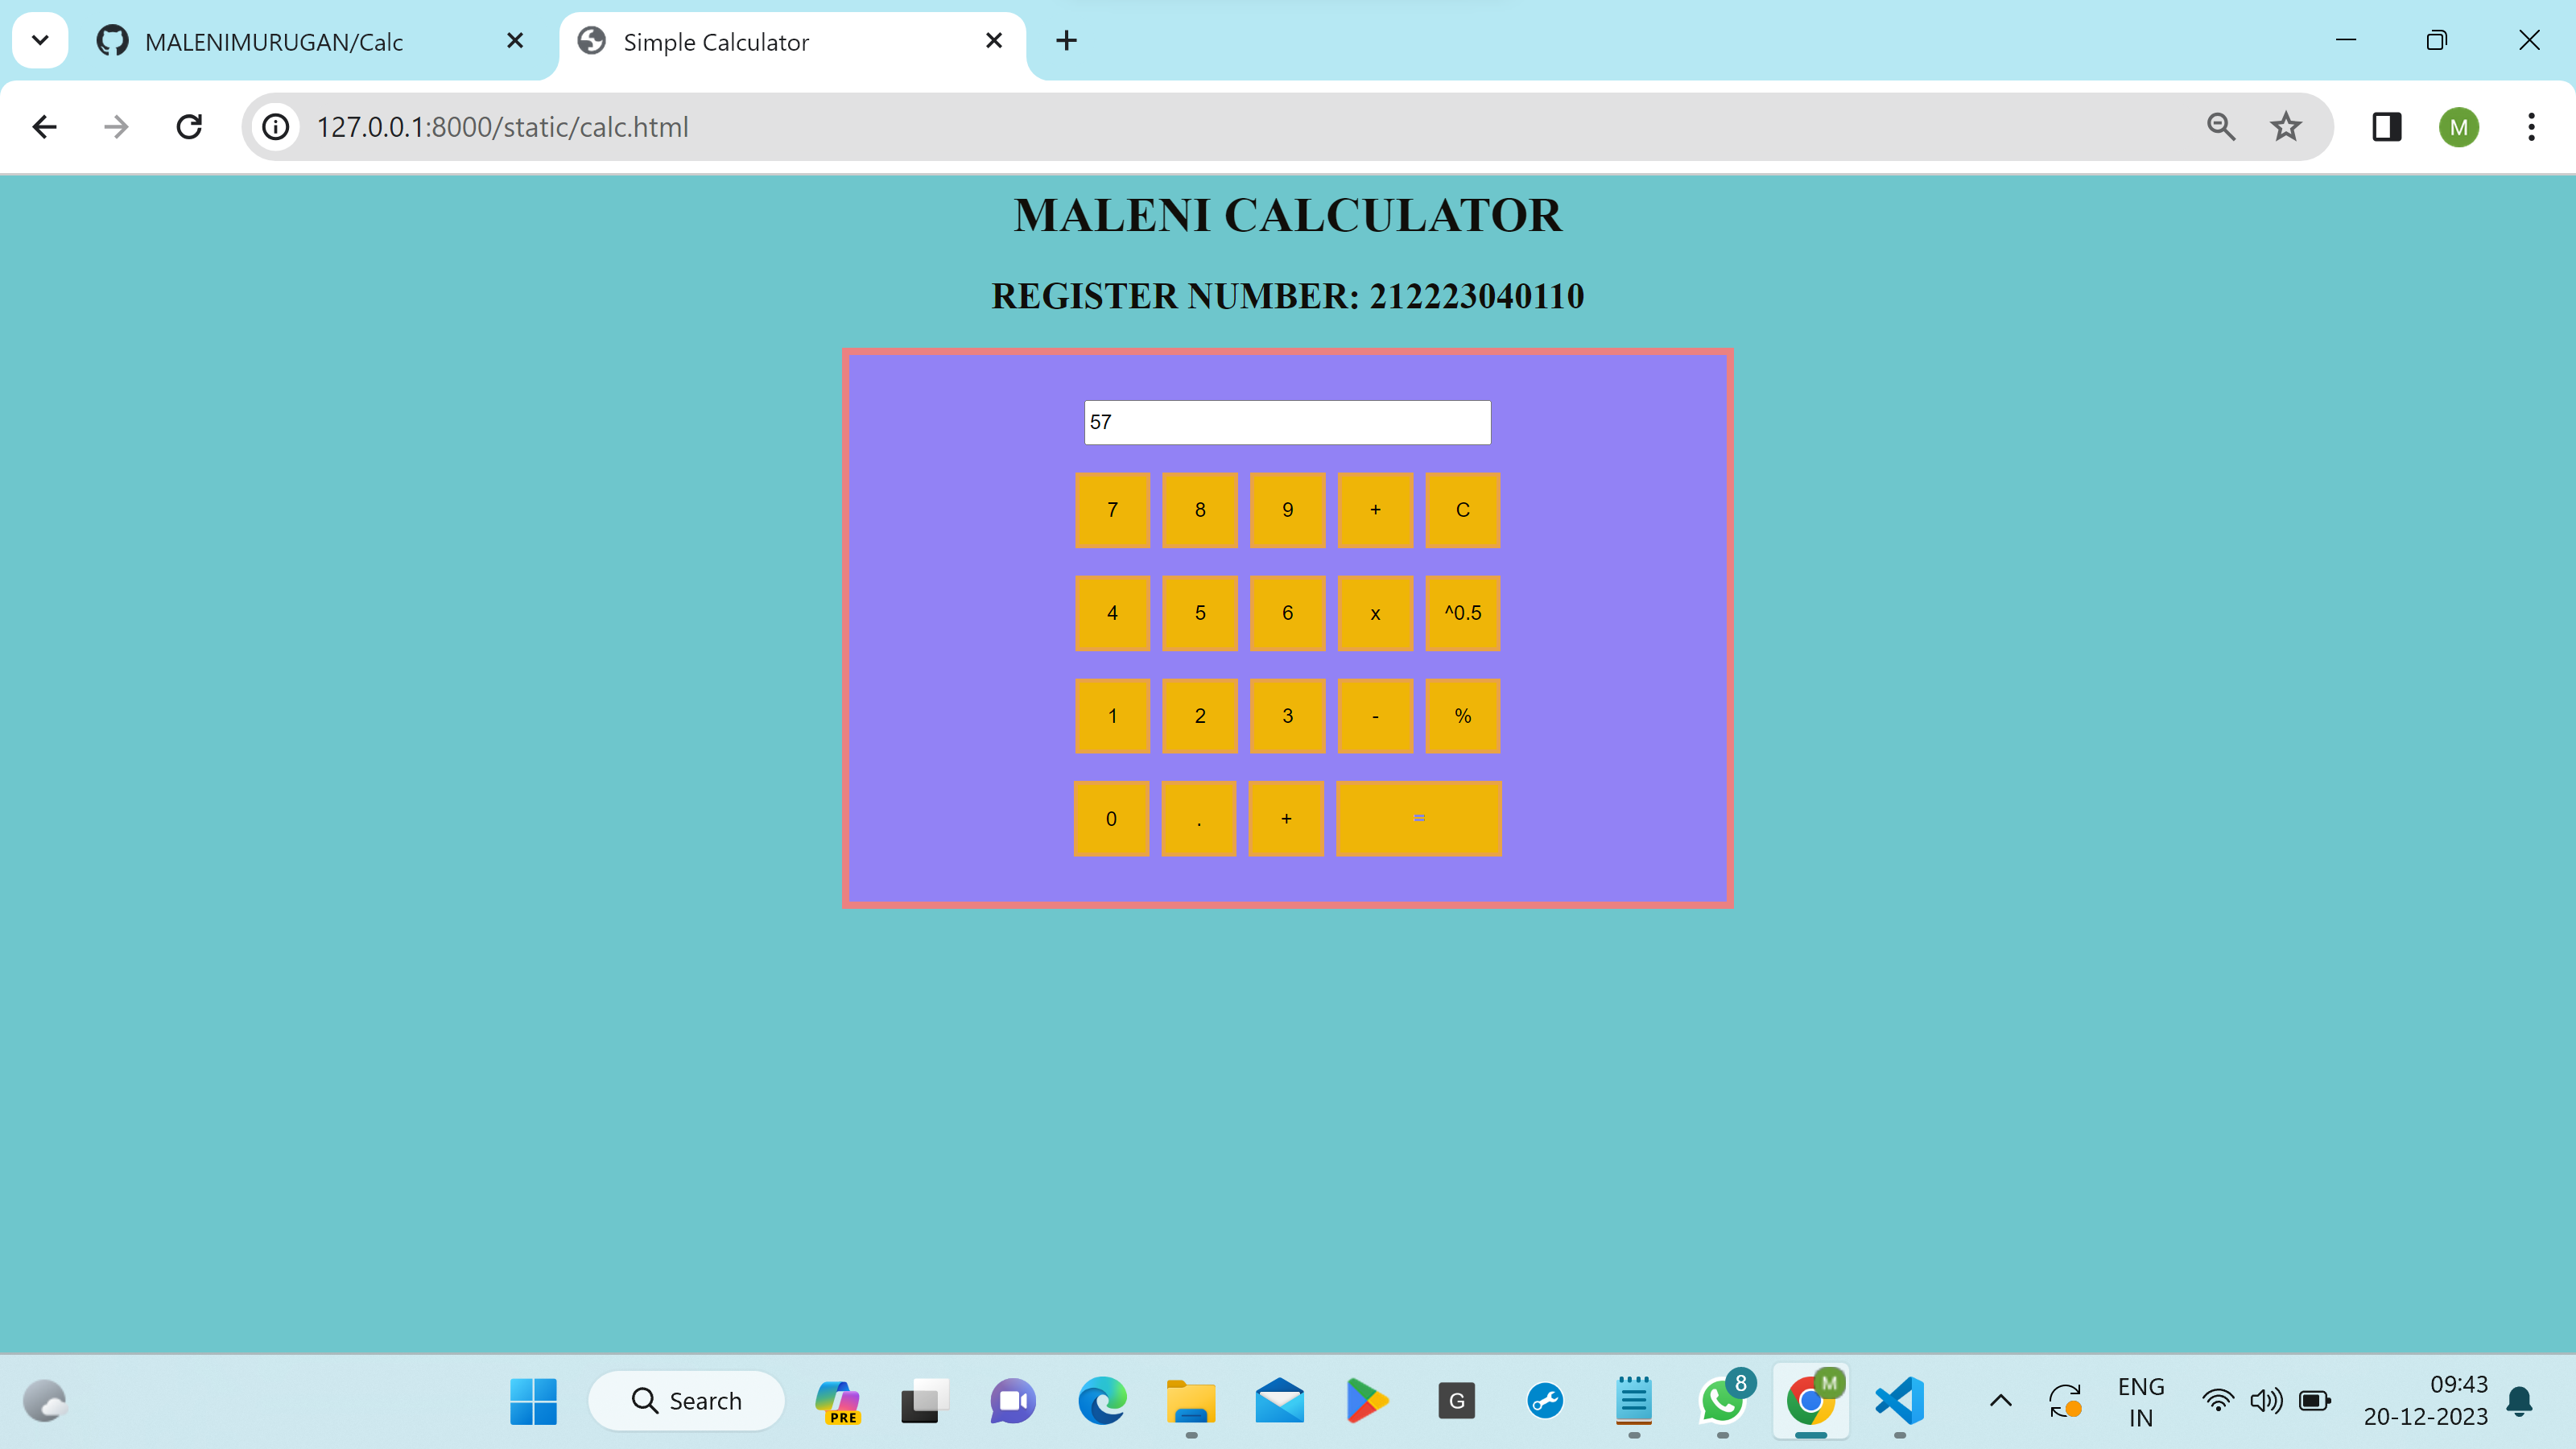 MALENIMURUGAN/Calc
Simple Calculator
127.0.0.1:8000/static/calc.html
M
MALENI CALCULATOR
REGISTER NUMBER: 212223040110
57
7 8 9 + C
4 5 6 x ^0.5
1 2 3 - %
0 . + =
Search
PRE
G
8
M
ENG
IN
09:43
20-12-2023